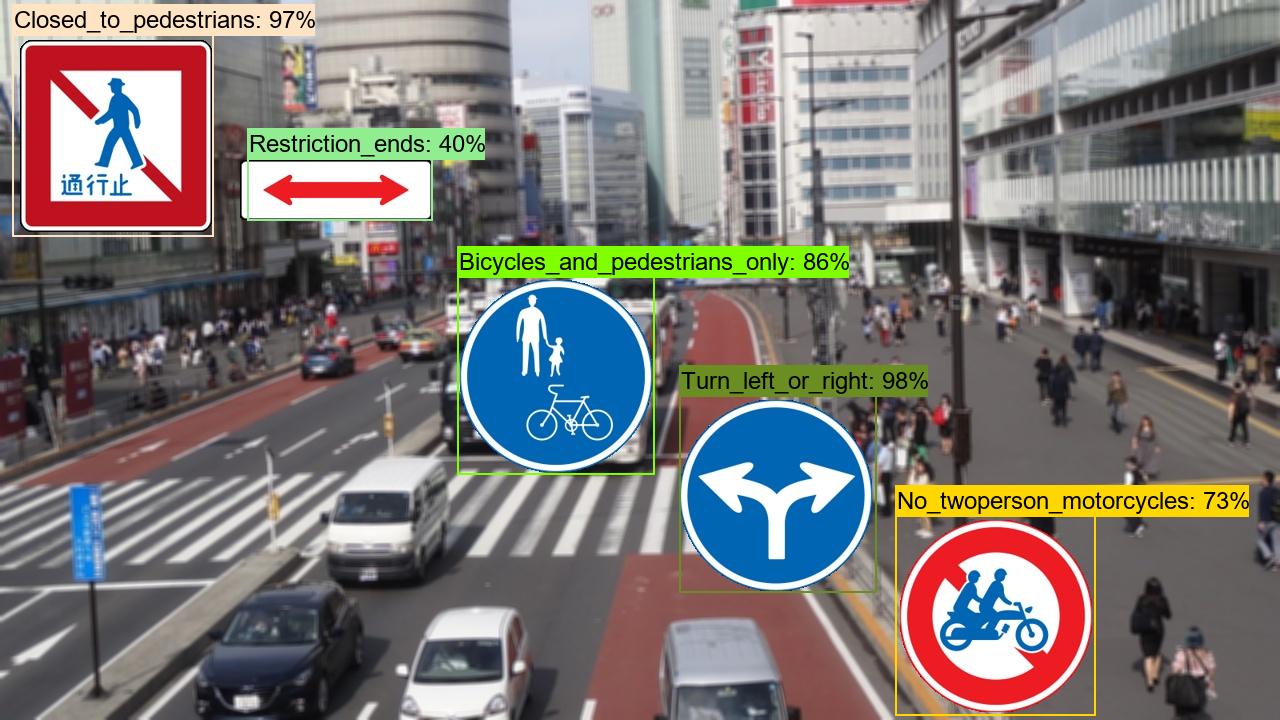 Closed_to_pedestrians: 97%
通行止
Restriction_ends: 40%
Bicycles_and_pedestrians_only: 86%
Turn_left_or_right: 98%
No_twoperson_motorcycles: 73%